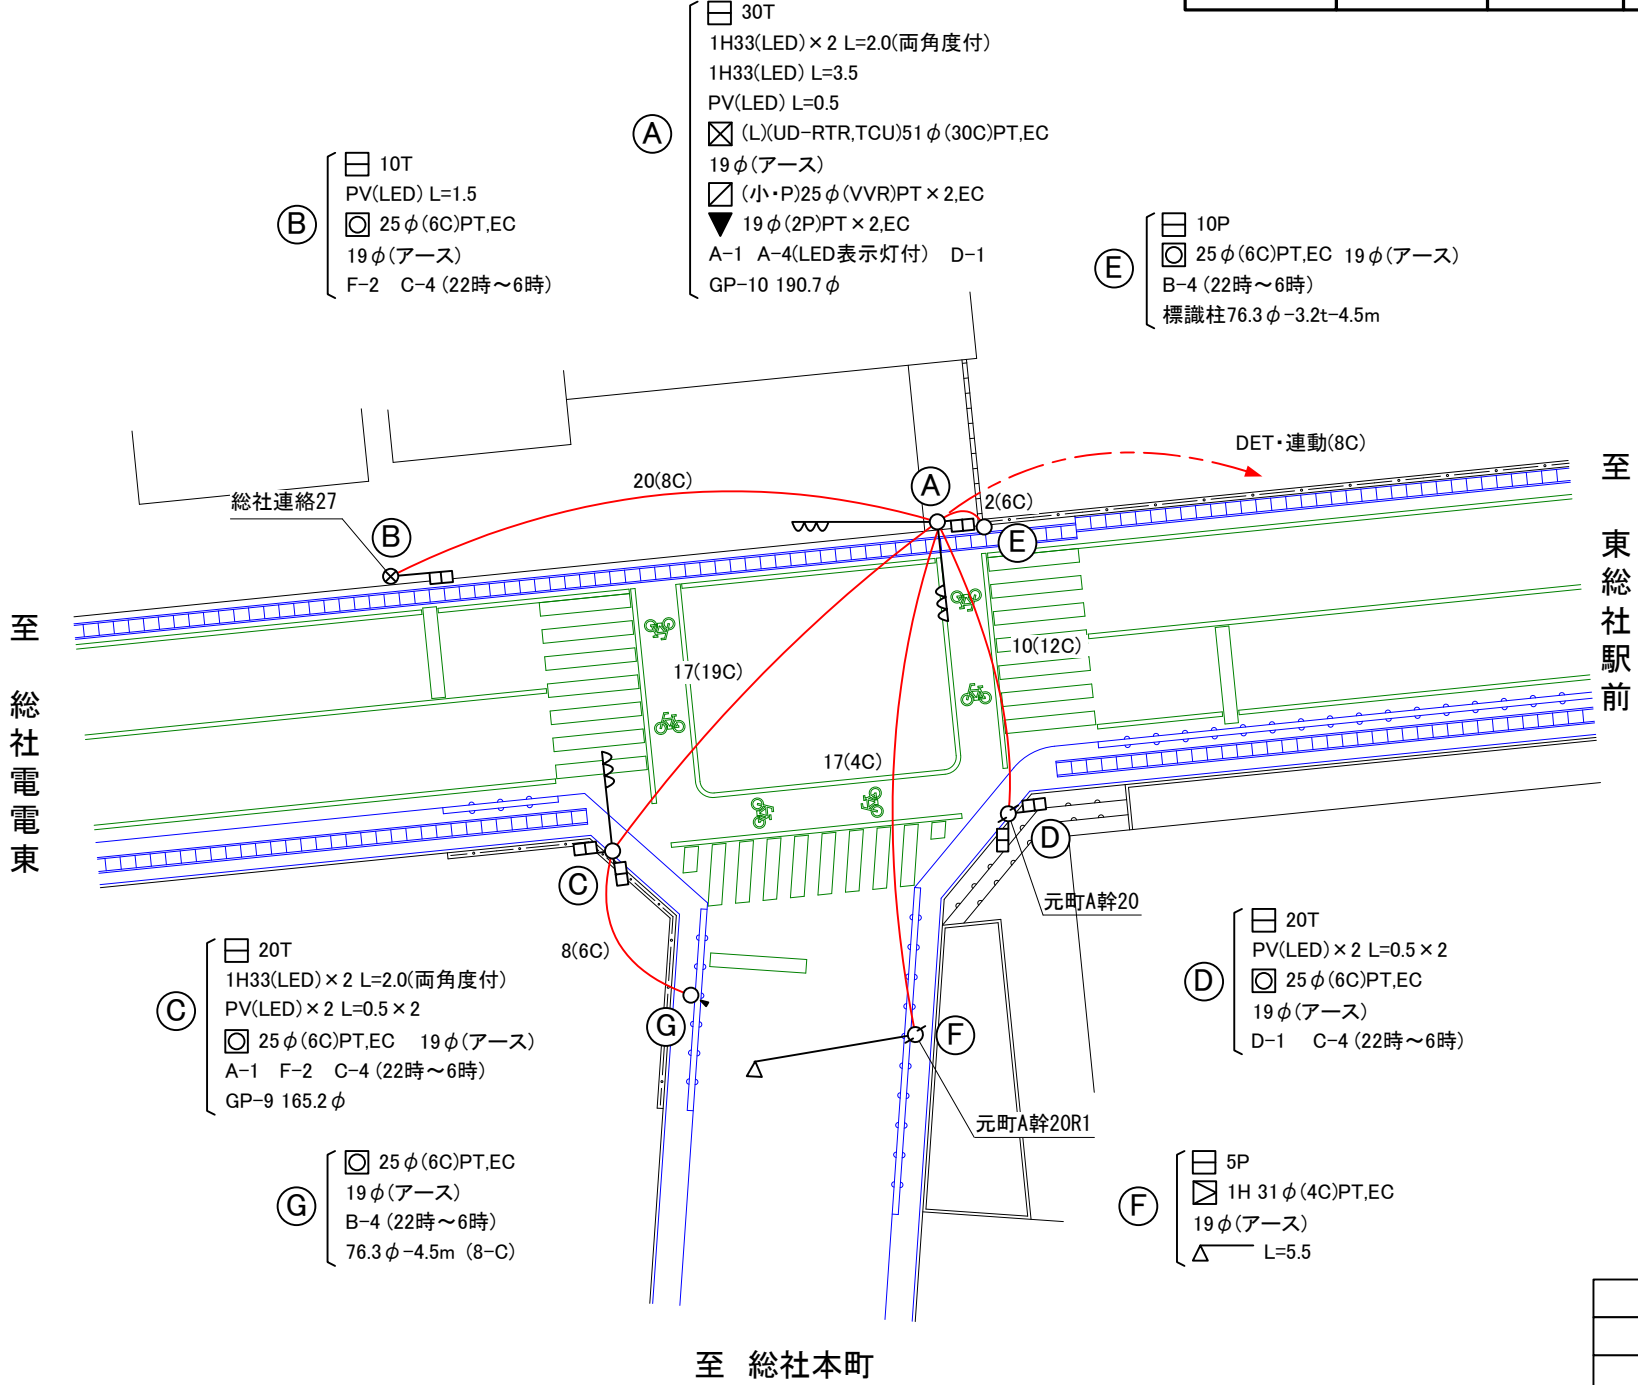 30T
1H33(LED)×2 L=2.0(両角度付)
1H33(LED) L=3.5
PV(LED) L=0.5
A
(L)(UD-RTR,TCU)51φ(30C)PT,EC
19φ(アース)
(小・P)25φ(VVR)PT×2,EC
19φ(2P)PT×2,EC
A-1 A-4(LED表示灯付) D-1
GP-10 190.7φ
10T
PV(LED) L=1.5
B
25φ(6C)PT,EC
19φ(アース)
F-2 C-4 (22時～6時)
10P
E
25φ(6C)PT,EC 19φ(アース)
B-4 (22時～6時)
標識柱76.3φ-3.2t-4.5m
DET・連動(8C)
20(8C)
総社連絡27
A
2(6C)
B
E
至 東総社駅前
至 総社電電東
10(12C)
17(19C)
17(4C)
D
C
元町A幹20
8(6C)
G
F
元町A幹20R1
20T
1H33(LED)×2 L=2.0(両角度付)
PV(LED)×2 L=0.5×2
C
25φ(6C)PT,EC 19φ(アース)
A-1 F-2 C-4 (22時～6時)
GP-9 165.2φ
20T
PV(LED)×2 L=0.5×2
D
25φ(6C)PT,EC
19φ(アース)
D-1 C-4 (22時～6時)
25φ(6C)PT,EC
19φ(アース)
G
B-4 (22時～6時)
76.3φ-4.5m (8-C)
5P
F
1H 31φ(4C)PT,EC
19φ(アース)
L=5.5
至 総社本町